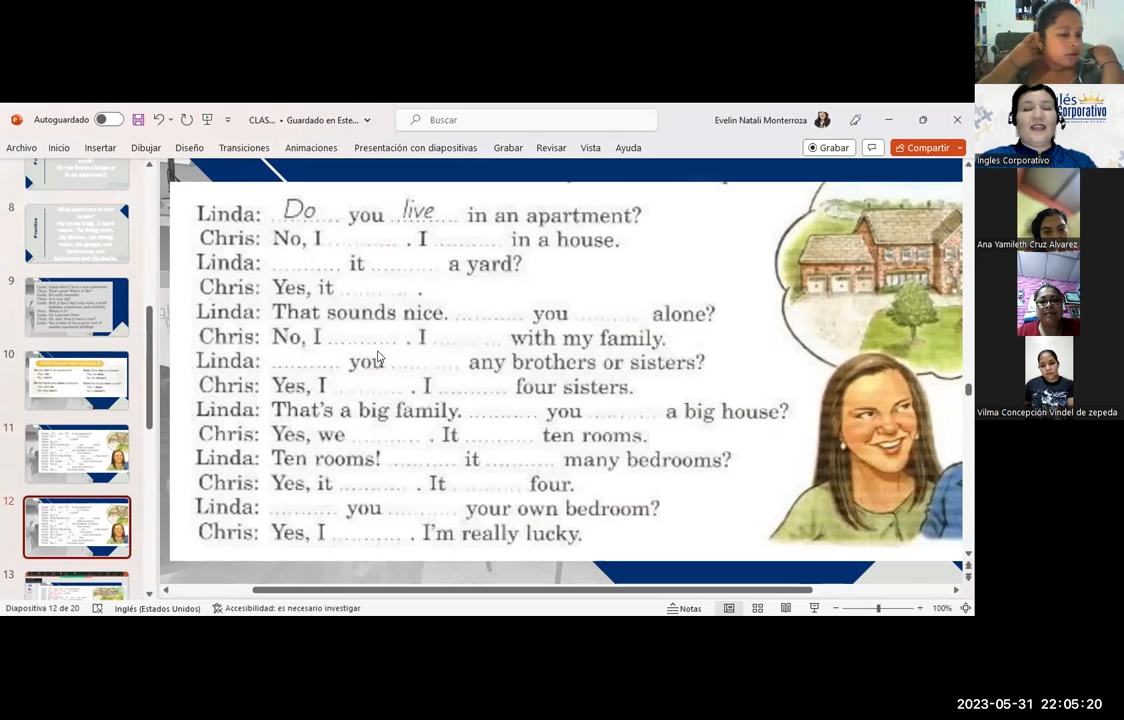 Autoguardado
CLAS... • Guardado en Este...
Buscar
Evelin Natali Monterroza
Archivo Inicio Insertar Dibujar Diseño Transiciones Animaciones Presentación con diapositivas Grabar Revisar Vista Ayuda
Grabar
Compartir
8
9
10
11
12
13
Linda: Do you live in an apartment?
Chris: No, I ............ . I ............ in a house.
Linda: ............ it ............ a yard?
Chris: Yes, it ............ .
Linda: That sounds nice. ............ you ............ alone?
Chris: No, I ............ . I ............ with my family.
Linda: ............ you ............ any brothers or sisters?
Chris: Yes, I ............ . I ............ four sisters.
Linda: That's a big family. ............ you ............ a big house?
Chris: Yes, we ............ . It ............ ten rooms.
Linda: Ten rooms! ............ it ............ many bedrooms?
Chris: Yes, it ............ . It ............ four.
Linda: ............ you ............ your own bedroom?
Chris: Yes, I ............ . I'm really lucky.
Diapositiva 12 de 20
Inglés (Estados Unidos)
Accesibilidad: es necesario investigar
Notas
100%
Ingles Corporativo
Ana Yamileth Cruz Alvarez
Vilma Concepción Vindel de zepeda
2023-05-31 22:05:20